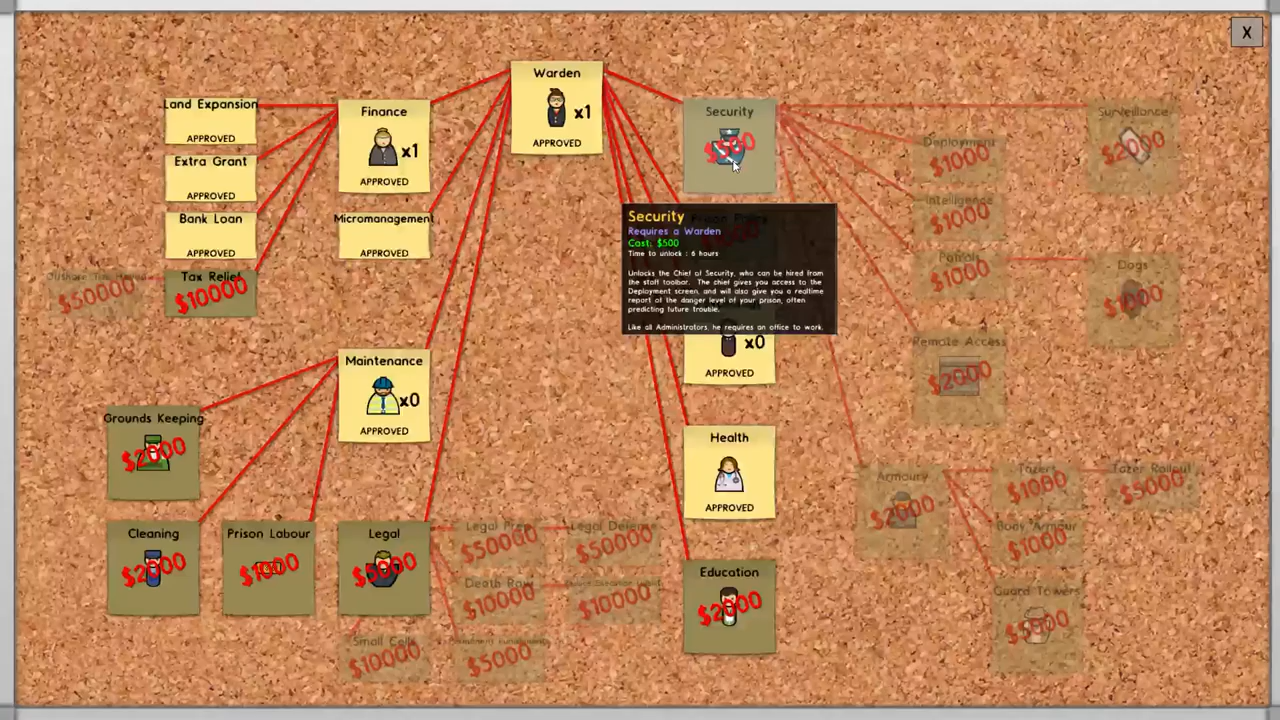 X
Warden
x1
APPROVED
Land Expansion
APPROVED
Extra Grant
APPROVED
Bank Loan
APPROVED
Tax Relief
$10000
$50000
Finance
x1
APPROVED
Micromanagement
APPROVED
Security
$500
Surveillance
$2000
Deployment
$1000
Intelligence
$1000
Patrols
$1000
Dogs
$1000
Remote Access
$2000
Security
Requires a Warden
Cost: $500
Time to unlock : 6 hours
Unlocks the Chief of Security, who can be hired from
the staff toolbar. The chief gives you access to the
Deployment screen, and will also give you a realtime
report of the danger level of your prison, often
predicting future trouble.
Like all Administrators, he requires an office to work.
x0
APPROVED
Maintenance
x0
APPROVED
Grounds Keeping
$2000
Cleaning
$2000
Prison Labour
$1000
Legal
$5000
Legal Prep
$50000
Legal Defense
$50000
Death Row
$10000
$10000
Small Cells
$10000
$5000
Health
APPROVED
Education
$2000
Armoury
$2000
Tazers
$1000
Tazer Rollout
$5000
Body Armour
$1000
Guard Towers
$5000